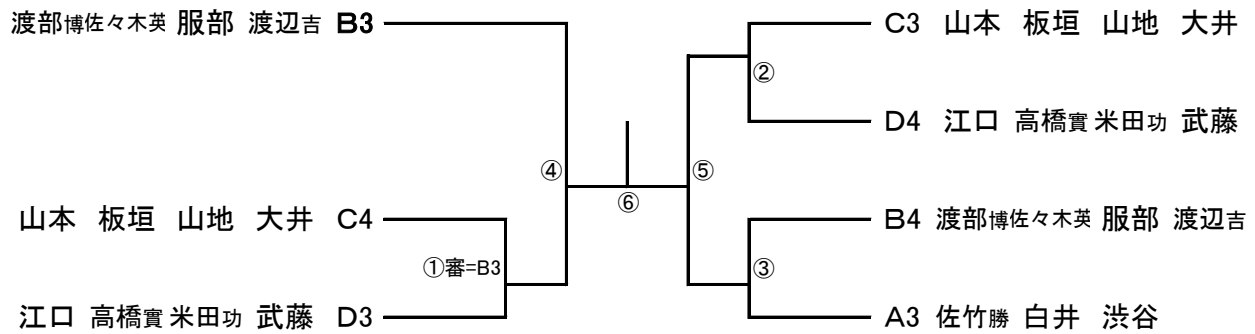 渡部博佐々木英 服部 渡辺吉 B3
C3 山本 板垣 山地 大井
②
D4 江口 高橋實 米田功 武藤
④
⑤
⑥
山本 板垣 山地 大井 C4
B4 渡部博佐々木英 服部 渡辺吉
①審=B3
③
江口 高橋實 米田功 武藤 D3
A3 佐竹勝 白井 渋谷